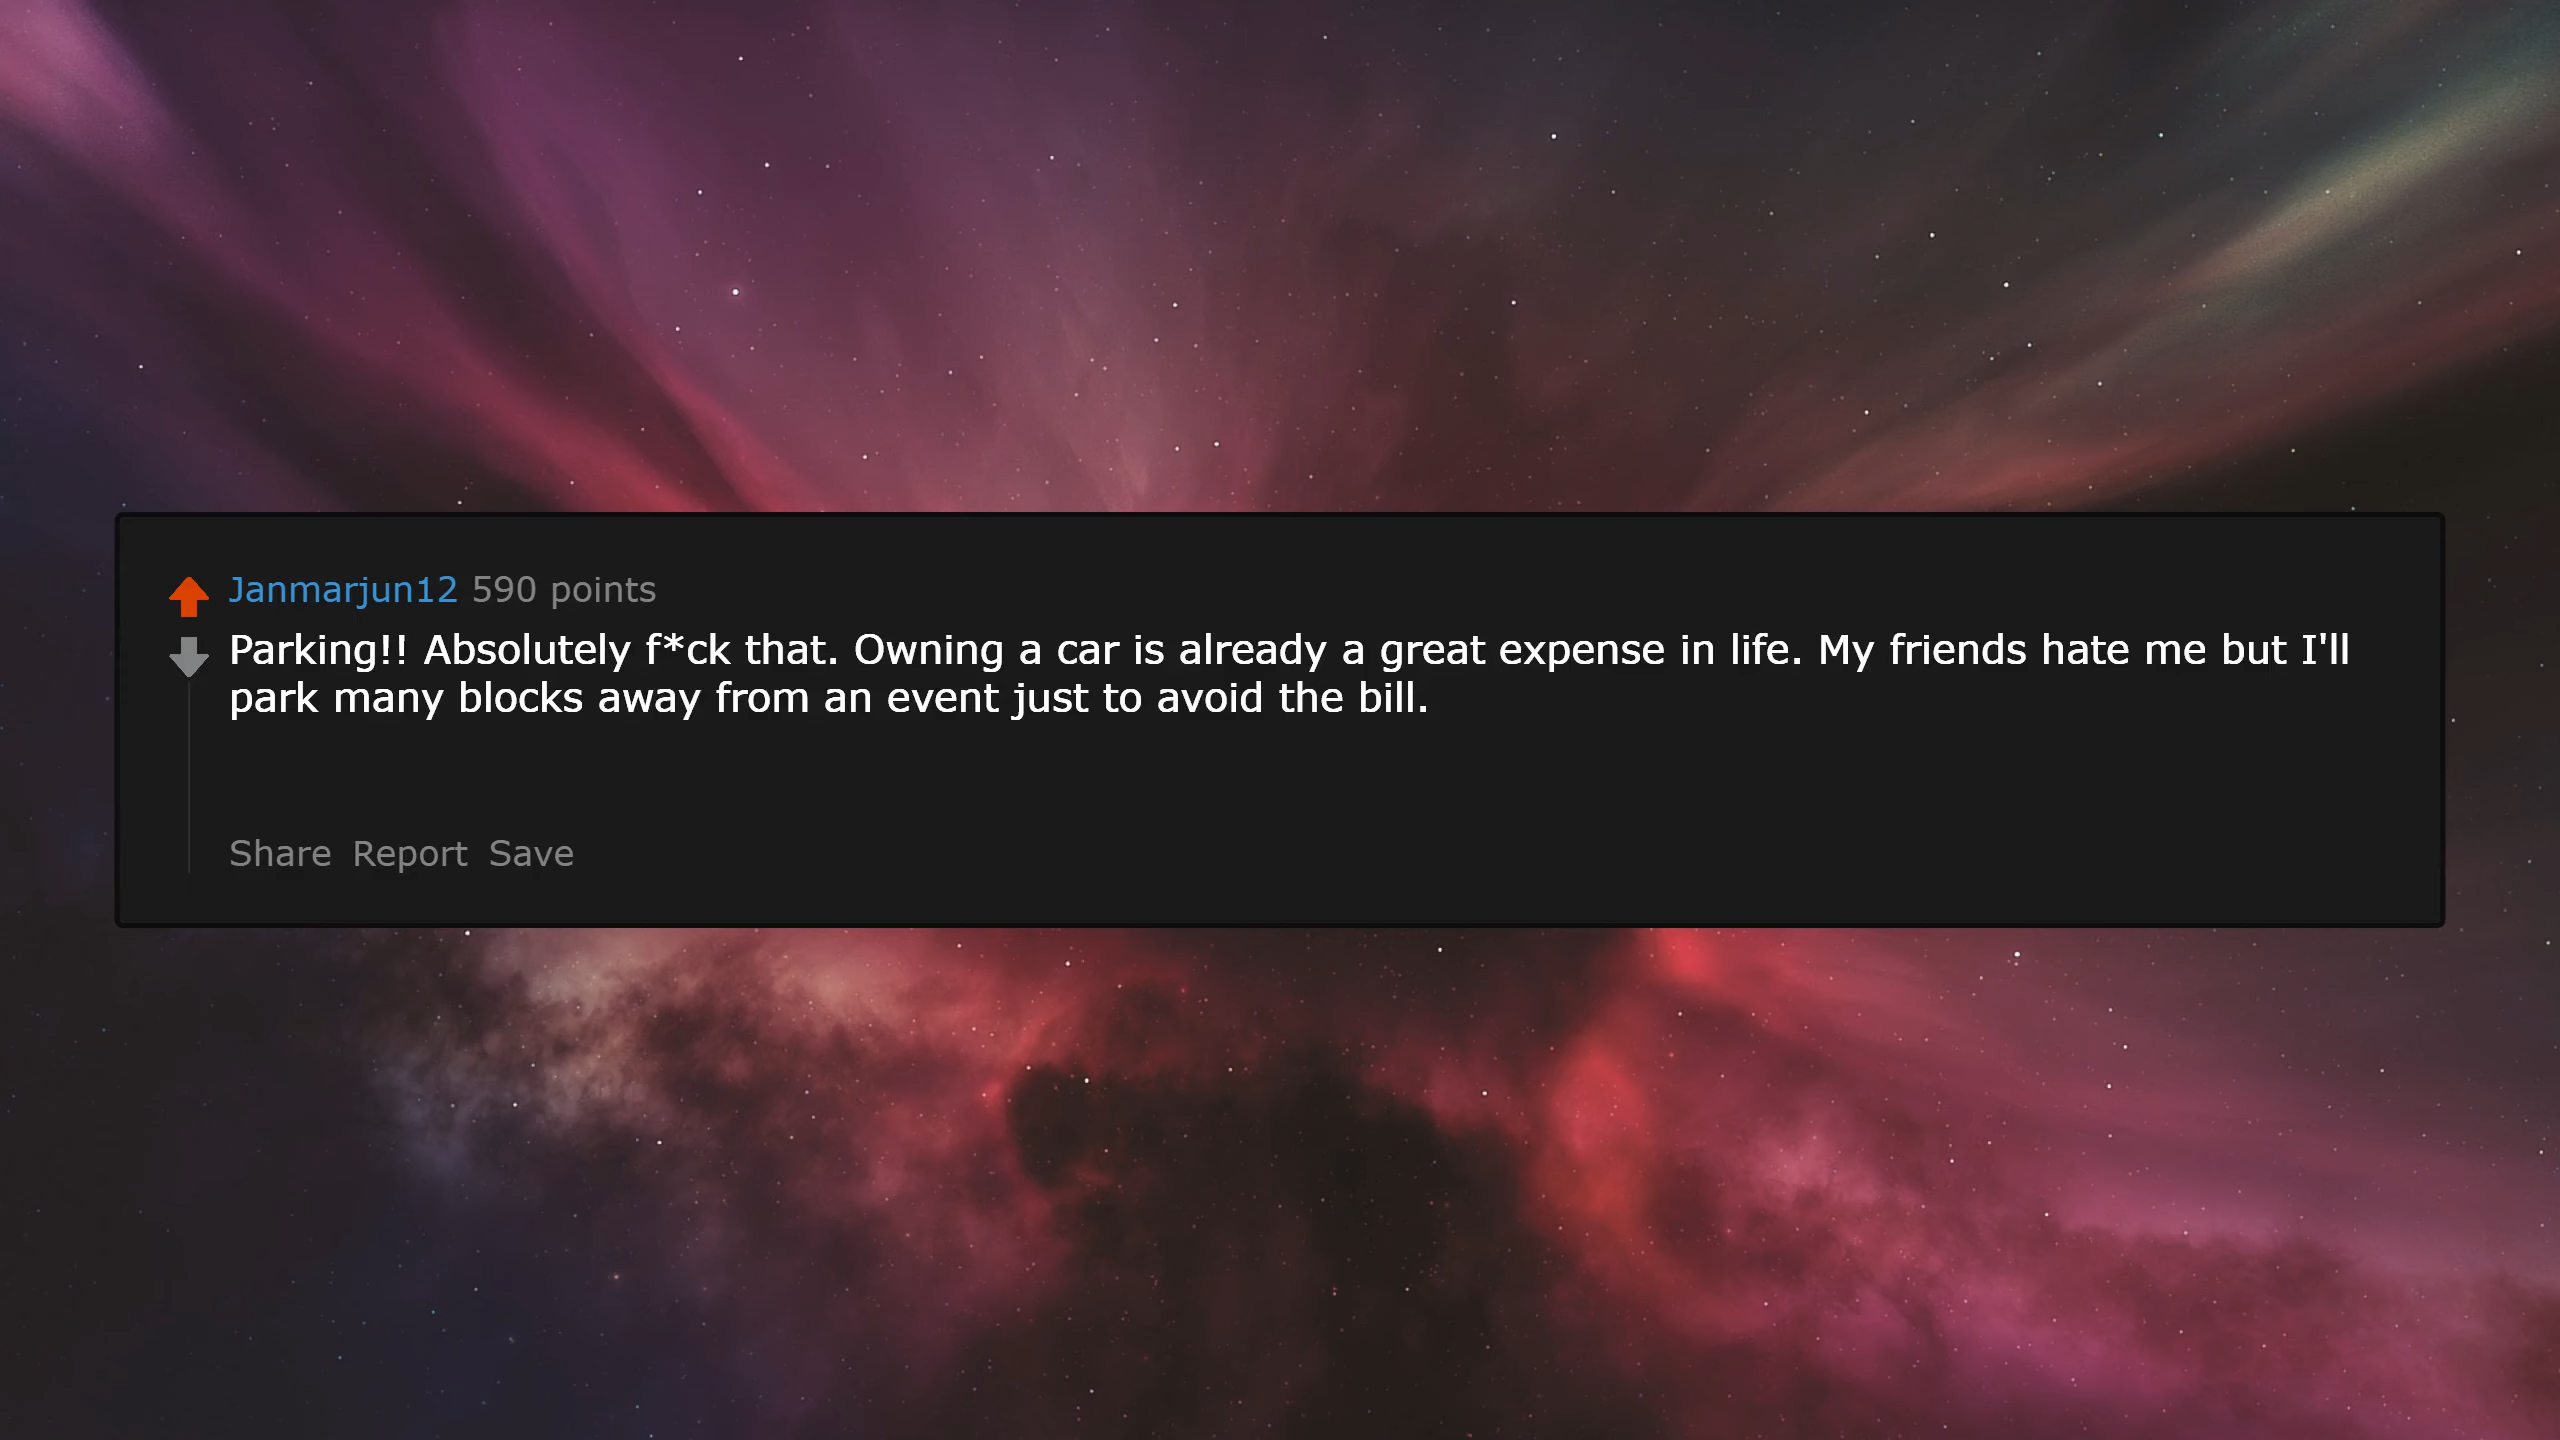 Janmarjun12 590 points
Parking!! Absolutely f*ck that. Owning a car is already a great expense in life. My friends hate me but I'll
park many blocks away from an event just to avoid the bill.
Share Report Save